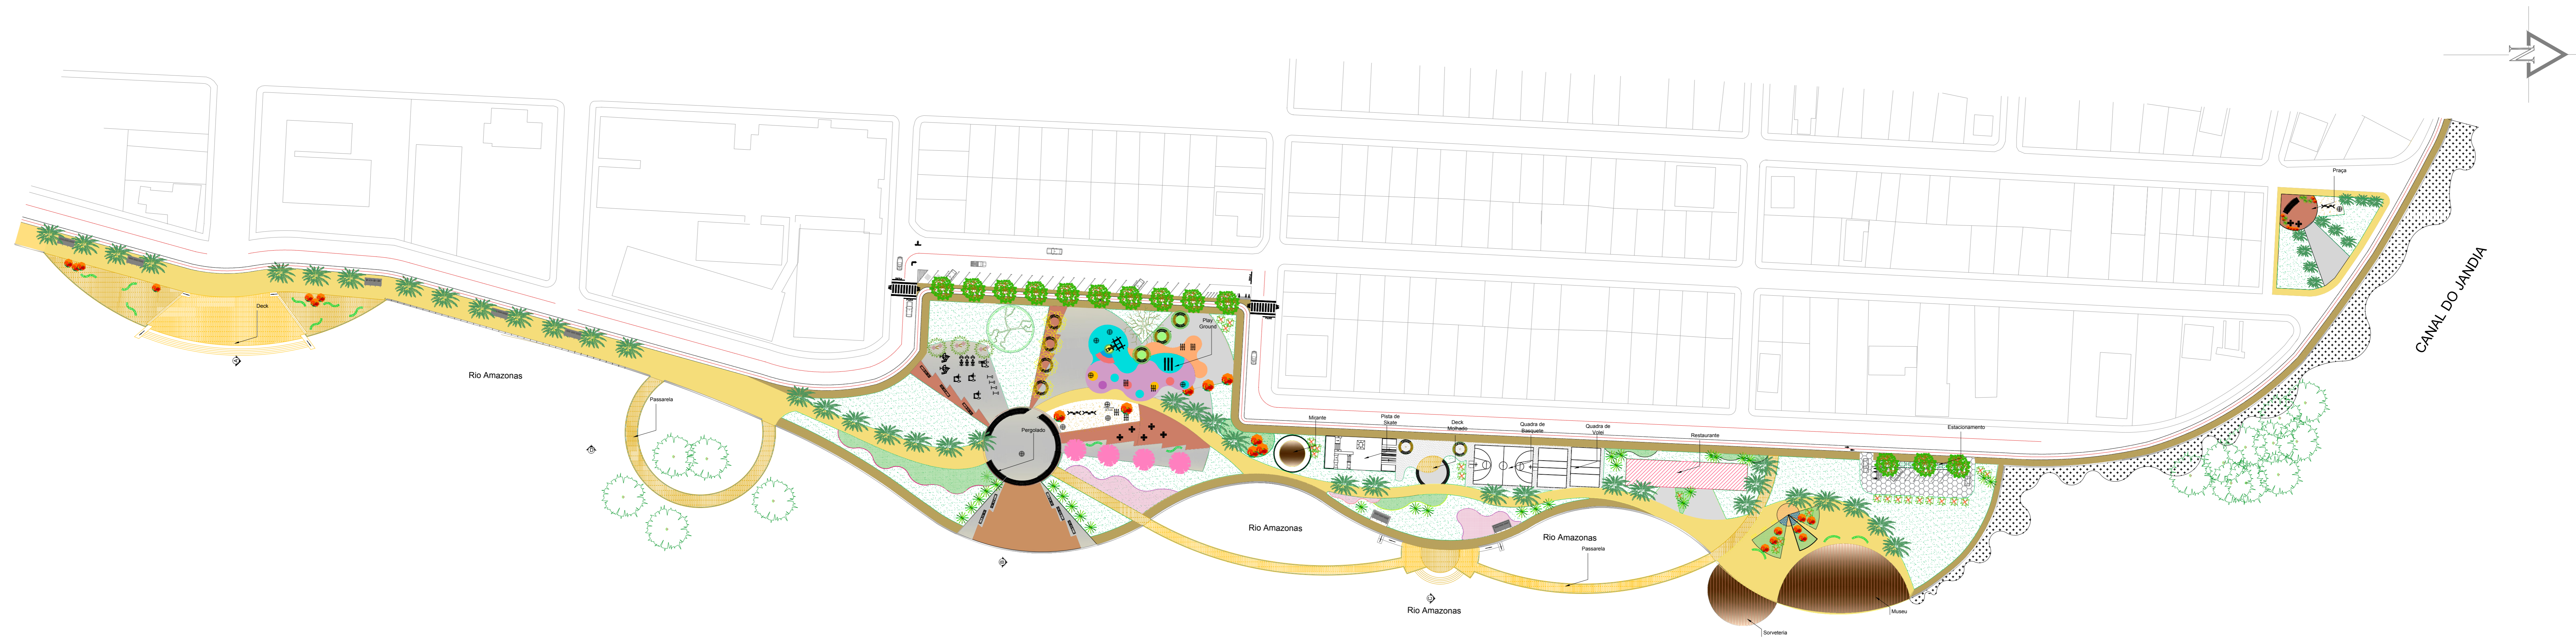 N
Praça
CANAL DO JANDIA
Deck
Rio Amazonas
Passarela
Pergolado
Play
Ground
Mirante
Pista de
Skate
Deck
Molhado
Quadra de
Basquete
Quadra de
Volei
Restaurante
Estacionamento
Rio Amazonas
Rio Amazonas
Passarela
Rio Amazonas
Museu
Sorveteria